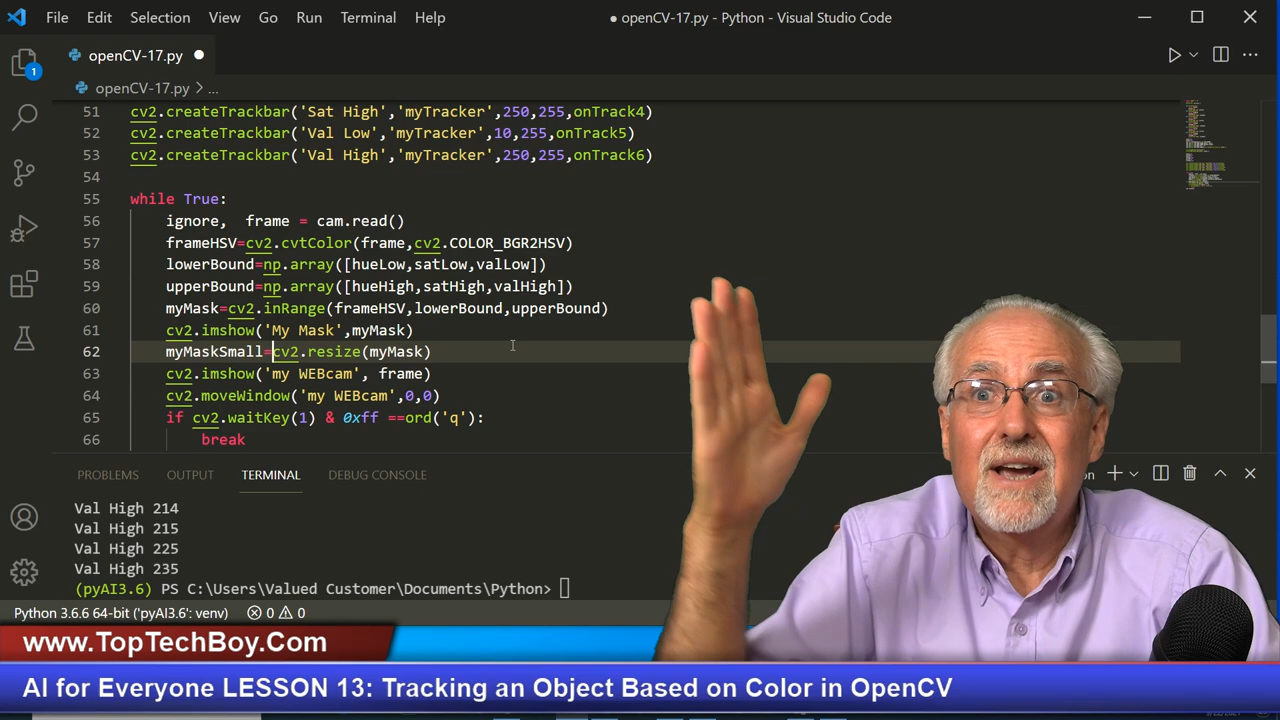 File Edit Selection View Go Run Terminal Help ● openCV-17.py - Python - Visual Studio Code
openCV-17.py ●
1
openCV-17.py > ...
51 cv2.createTrackbar('Sat High','myTracker',250,255,onTrack4)
52 cv2.createTrackbar('Val Low','myTracker',10,255,onTrack5)
53 cv2.createTrackbar('Val High','myTracker',250,255,onTrack6)
54
55 while True:
56 ignore,  frame = cam.read()
57 frameHSV=cv2.cvtColor(frame,cv2.COLOR_BGR2HSV)
58 lowerBound=np.array([hueLow,satLow,valLow])
59 upperBound=np.array([hueHigh,satHigh,valHigh])
60 myMask=cv2.inRange(frameHSV,lowerBound,upperBound)
61 cv2.imshow('My Mask',myMask)
62 myMaskSmall=cv2.resize(myMask)
63 cv2.imshow('my WEBcam', frame)
64 cv2.moveWindow('my WEBcam',0,0)
65 if cv2.waitKey(1) & 0xff ==ord('q'):
66 break
PROBLEMS OUTPUT TERMINAL DEBUG CONSOLE
Val High 214
Val High 215
Val High 225
Val High 235
(pyAI3.6) PS C:\Users\Valued Customer\Documents\Python>
Python 3.6.6 64-bit ('pyAI3.6': venv) 0 0
www.TopTechBoy.Com
AI for Everyone LESSON 13: Tracking an Object Based on Color in OpenCV